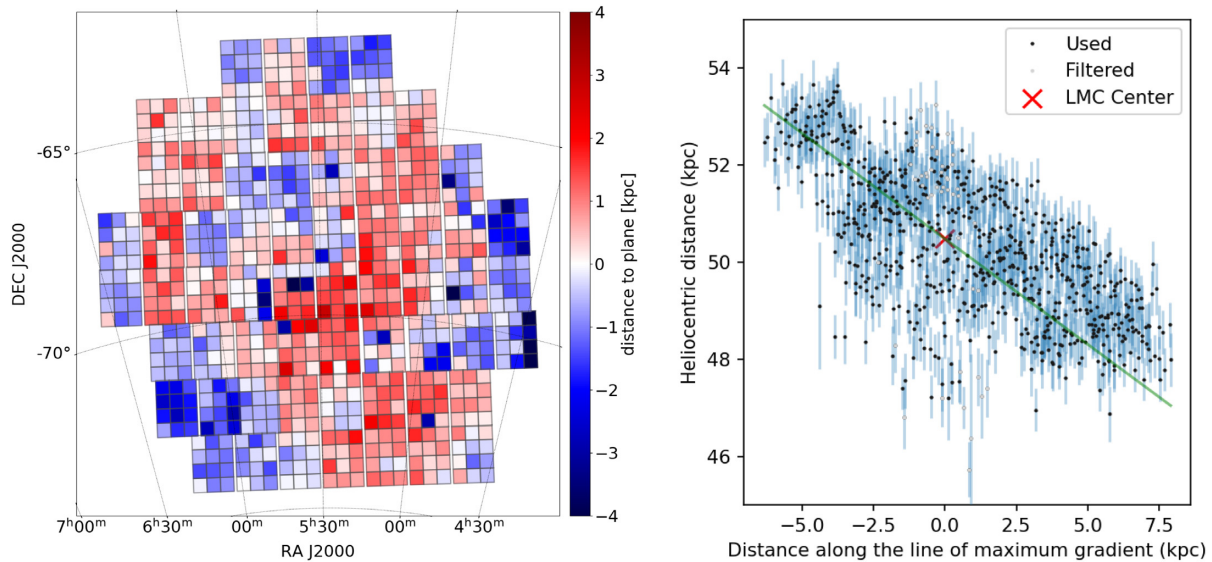 -65°
-70°
DEC J2000
7ʰ00ᵐ
6ʰ30ᵐ
00ᵐ
5ʰ30ᵐ
00ᵐ
4ʰ30ᵐ
RA J2000
4
3
2
1
0
−1
−2
−3
−4
distance to plane [kpc]
54
52
50
48
46
Heliocentric distance (kpc)
Used
Filtered
LMC Center
−5.0 −2.5 0.0 2.5 5.0 7.5
Distance along the line of maximum gradient (kpc)